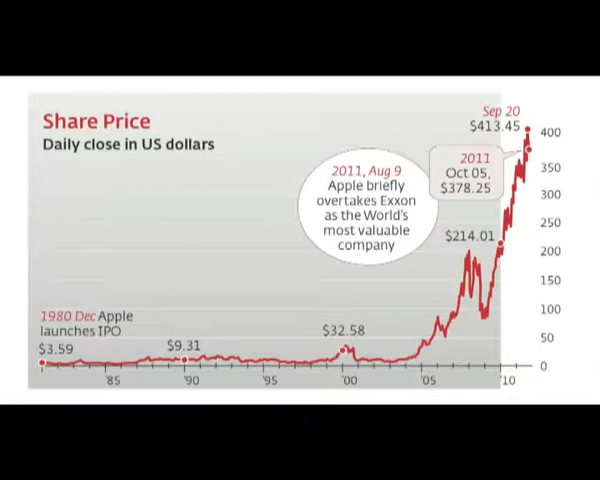 Share Price
Daily close in US dollars
Sep 20
$413.45
2011
Oct 05,
$378.25
2011, Aug 9
Apple briefly
overtakes Exxon
as the World's
most valuable
company
$214.01
1980 Dec Apple
launches IPO
$3.59
$9.31
$32.58
400
350
300
250
200
150
100
50
0
'85
'90
'95
'00
'05
'10